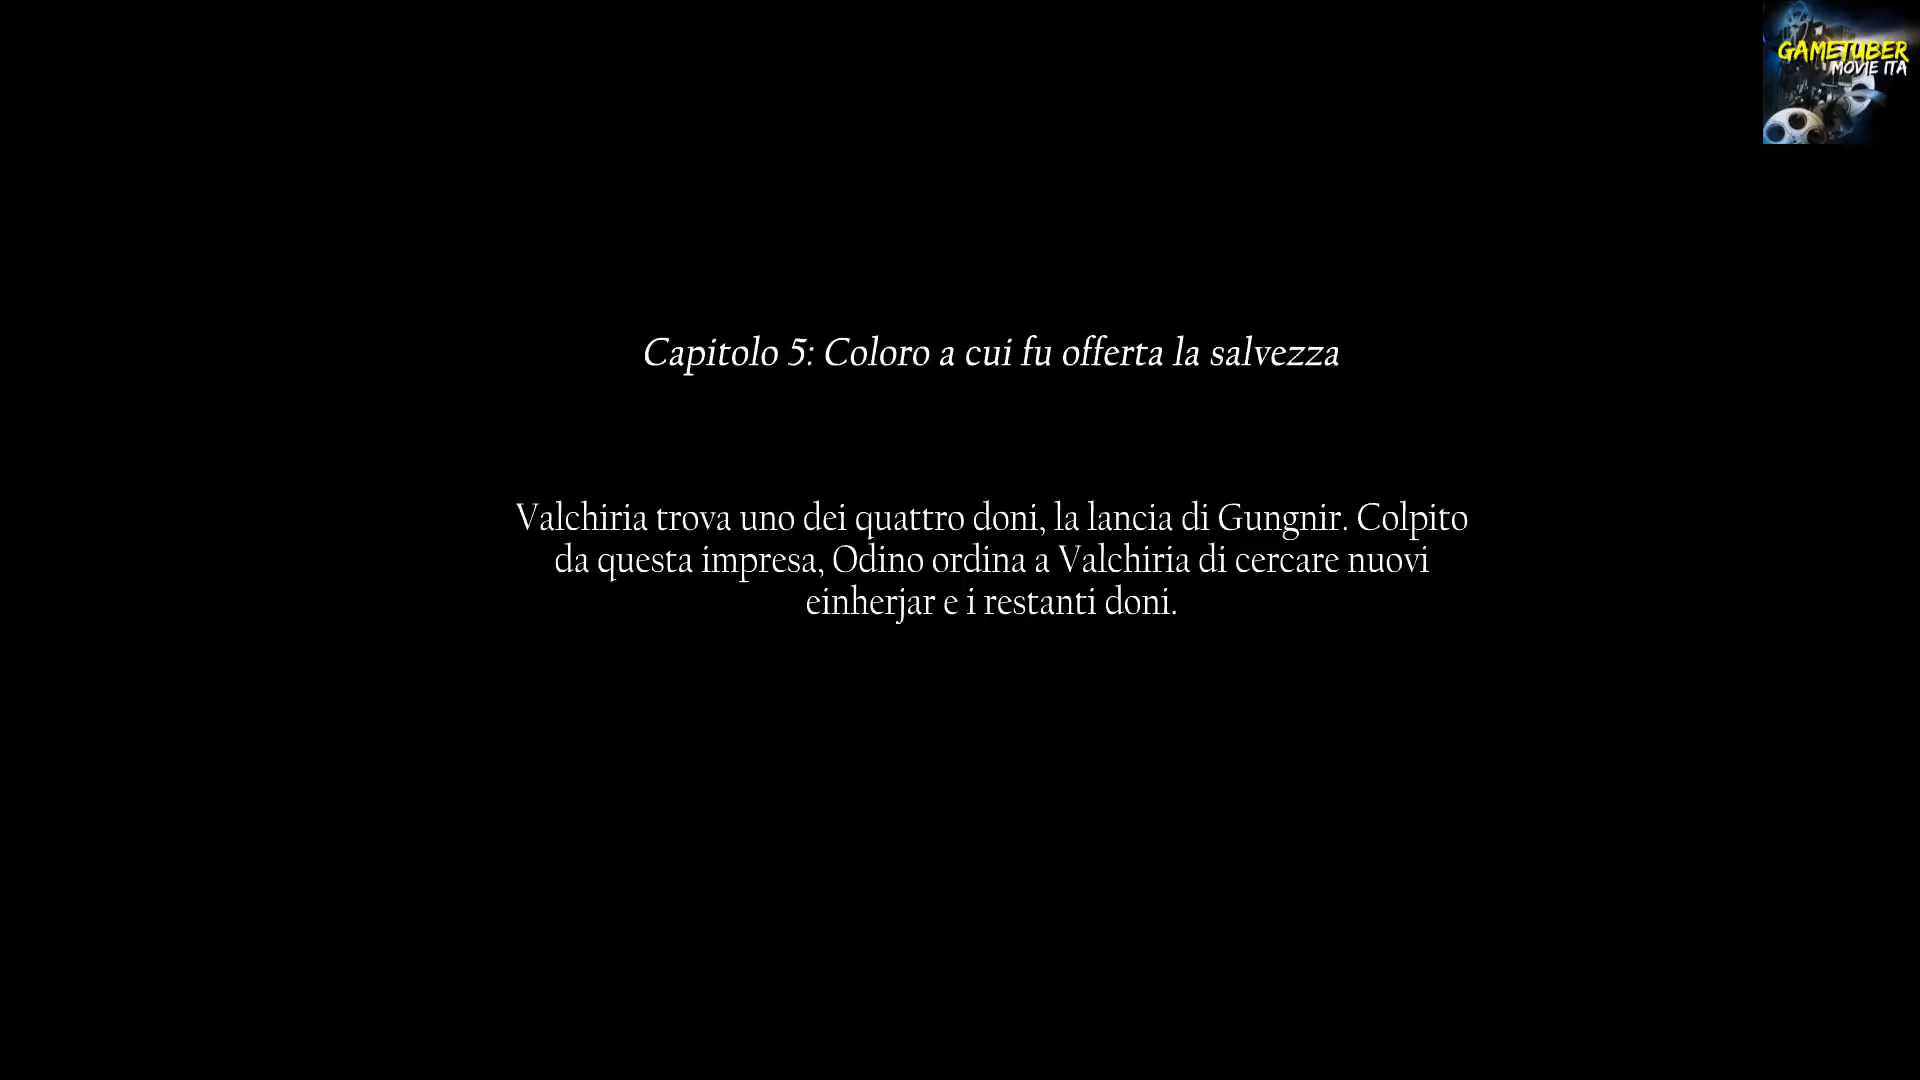 GAMETUBER
MOVIE ITA
Capitolo 5: Coloro a cui fu offerta la salvezza
Valchiria trova uno dei quattro doni, la lancia di Gungnir. Colpito
da questa impresa, Odino ordina a Valchiria di cercare nuovi
einherjar e i restanti doni.